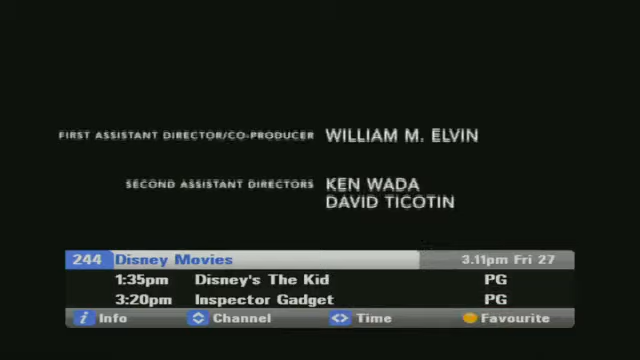 FIRST ASSISTANT DIRECTOR/CO-PRODUCER WILLIAM M. ELVIN
SECOND ASSISTANT DIRECTORS KEN WADA
DAVID TICOTIN
244 Disney Movies 3.11pm Fri 27
1:35pm Disney's The Kid PG
3:20pm Inspector Gadget PG
i Info Channel Time Favourite